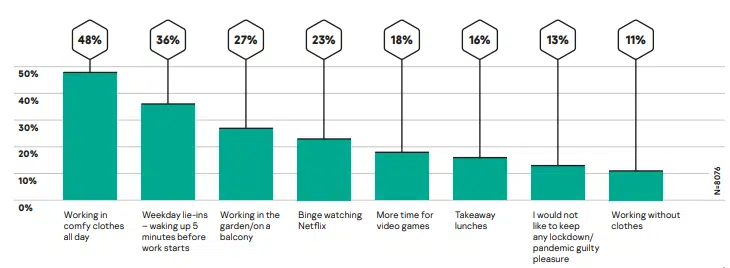 48%
36%
27%
23%
18%
16%
13%
11%
50%
40%
30%
20%
10%
0%
N=8076
Working in
comfy clothes
all day
Weekday lie-ins
– waking up 5
minutes before
work starts
Working in the
garden/on a
balcony
Binge watching
Netflix
More time for
video games
Takeaway
lunches
I would not
like to keep
any lockdown/
pandemic guilty
pleasure
Working without
clothes